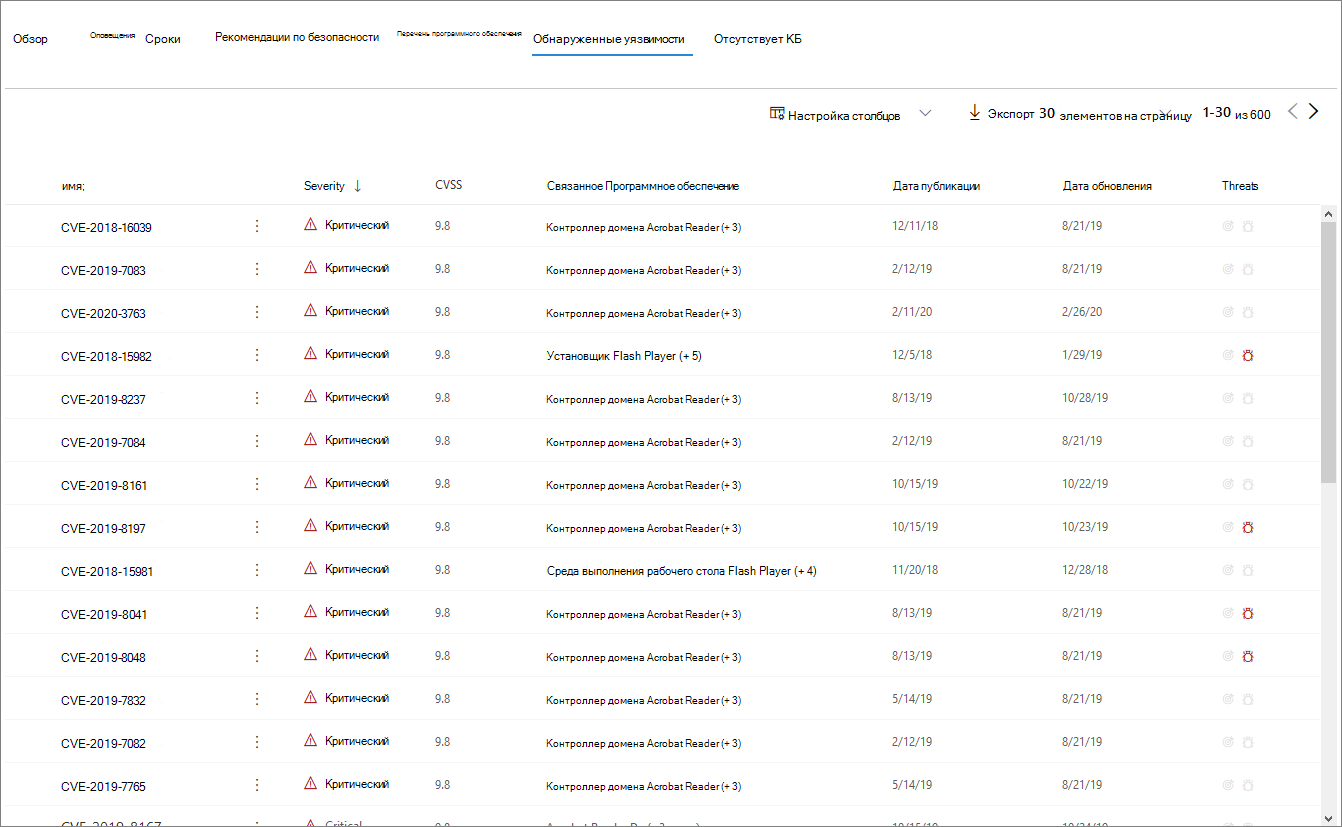 Обзор Оповещения Сроки Рекомендации по безопасности Перечень программного обеспечения Обнаруженные уязвимости Отсутствует КБ
Настройка столбцов Экспорт 30 элементов на страницу 1-30 из 600
имя; Severity ↓ CVSS Связанное Программное обеспечение Дата публикации Дата обновления Threats
CVE-2018-16039 Критический 9.8 Контроллер домена Acrobat Reader (+ 3) 12/11/18 8/21/19
CVE-2019-7083 Критический 9.8 Контроллер домена Acrobat Reader (+ 3) 2/12/19 8/21/19
CVE-2020-3763 Критический 9.8 Контроллер домена Acrobat Reader (+ 3) 2/11/20 2/26/20
CVE-2018-15982 Критический 9.8 Установщик Flash Player (+ 5) 12/5/18 1/29/19
CVE-2019-8237 Критический 9.8 Контроллер домена Acrobat Reader (+ 3) 8/13/19 10/28/19
CVE-2019-7084 Критический 9.8 Контроллер домена Acrobat Reader (+ 3) 2/12/19 8/21/19
CVE-2019-8161 Критический 9.8 Контроллер домена Acrobat Reader (+ 3) 10/15/19 10/22/19
CVE-2019-8197 Критический 9.8 Контроллер домена Acrobat Reader (+ 3) 10/15/19 10/23/19
CVE-2018-15981 Критический 9.8 Среда выполнения рабочего стола Flash Player (+ 4) 11/20/18 12/28/18
CVE-2019-8041 Критический 9.8 Контроллер домена Acrobat Reader (+ 3) 8/13/19 8/21/19
CVE-2019-8048 Критический 9.8 Контроллер домена Acrobat Reader (+ 3) 8/13/19 8/21/19
CVE-2019-7832 Критический 9.8 Контроллер домена Acrobat Reader (+ 3) 5/14/19 8/21/19
CVE-2019-7082 Критический 9.8 Контроллер домена Acrobat Reader (+ 3) 2/12/19 8/21/19
CVE-2019-7765 Критический 9.8 Контроллер домена Acrobat Reader (+ 3) 5/14/19 8/21/19
CVE-2019-8167 Critical 9.8